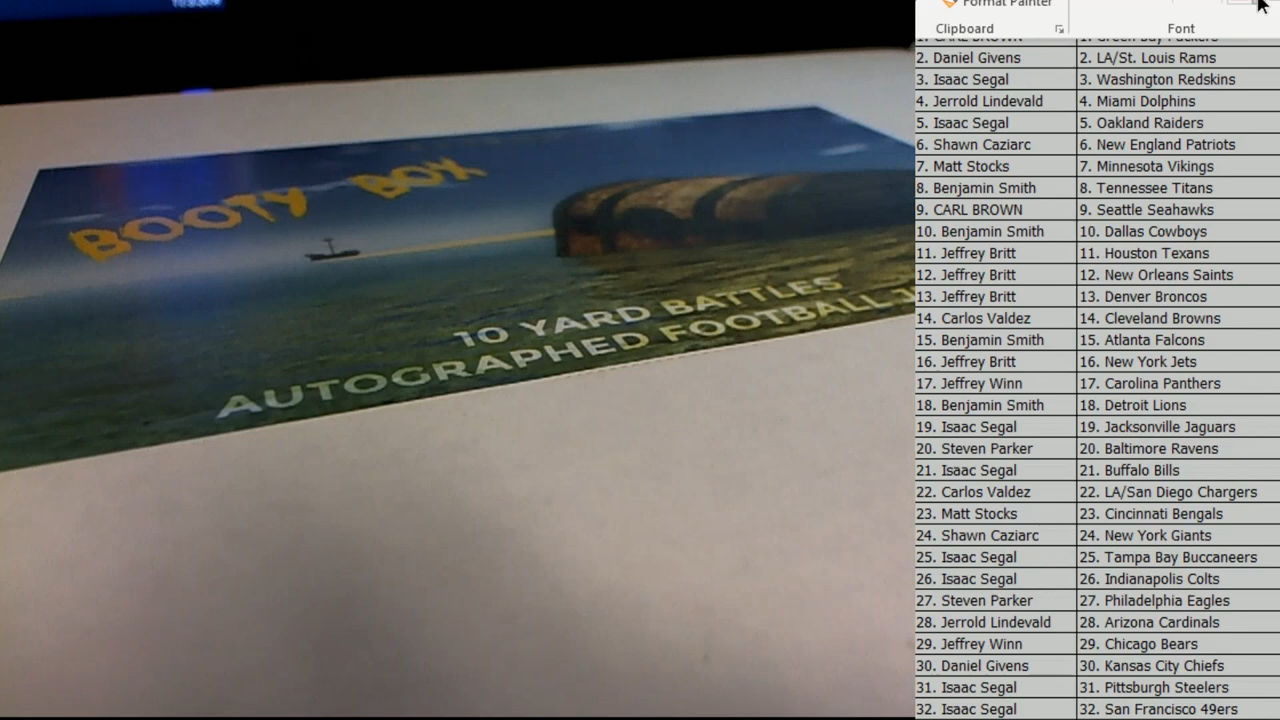 Format Painter
Clipboard
Font
BOOTY BOX
10 YARD BATTLES
AUTOGRAPHED FOOTBALL
1. CARL BROWN 1. Green Bay Packers
2. Daniel Givens 2. LA/St. Louis Rams
3. Isaac Segal 3. Washington Redskins
4. Jerrold Lindevald 4. Miami Dolphins
5. Isaac Segal 5. Oakland Raiders
6. Shawn Caziarc 6. New England Patriots
7. Matt Stocks 7. Minnesota Vikings
8. Benjamin Smith 8. Tennessee Titans
9. CARL BROWN 9. Seattle Seahawks
10. Benjamin Smith 10. Dallas Cowboys
11. Jeffrey Britt 11. Houston Texans
12. Jeffrey Britt 12. New Orleans Saints
13. Jeffrey Britt 13. Denver Broncos
14. Carlos Valdez 14. Cleveland Browns
15. Benjamin Smith 15. Atlanta Falcons
16. Jeffrey Britt 16. New York Jets
17. Jeffrey Winn 17. Carolina Panthers
18. Benjamin Smith 18. Detroit Lions
19. Isaac Segal 19. Jacksonville Jaguars
20. Steven Parker 20. Baltimore Ravens
21. Isaac Segal 21. Buffalo Bills
22. Carlos Valdez 22. LA/San Diego Chargers
23. Matt Stocks 23. Cincinnati Bengals
24. Shawn Caziarc 24. New York Giants
25. Isaac Segal 25. Tampa Bay Buccaneers
26. Isaac Segal 26. Indianapolis Colts
27. Steven Parker 27. Philadelphia Eagles
28. Jerrold Lindevald 28. Arizona Cardinals
29. Jeffrey Winn 29. Chicago Bears
30. Daniel Givens 30. Kansas City Chiefs
31. Isaac Segal 31. Pittsburgh Steelers
32. Isaac Segal 32. San Francisco 49ers